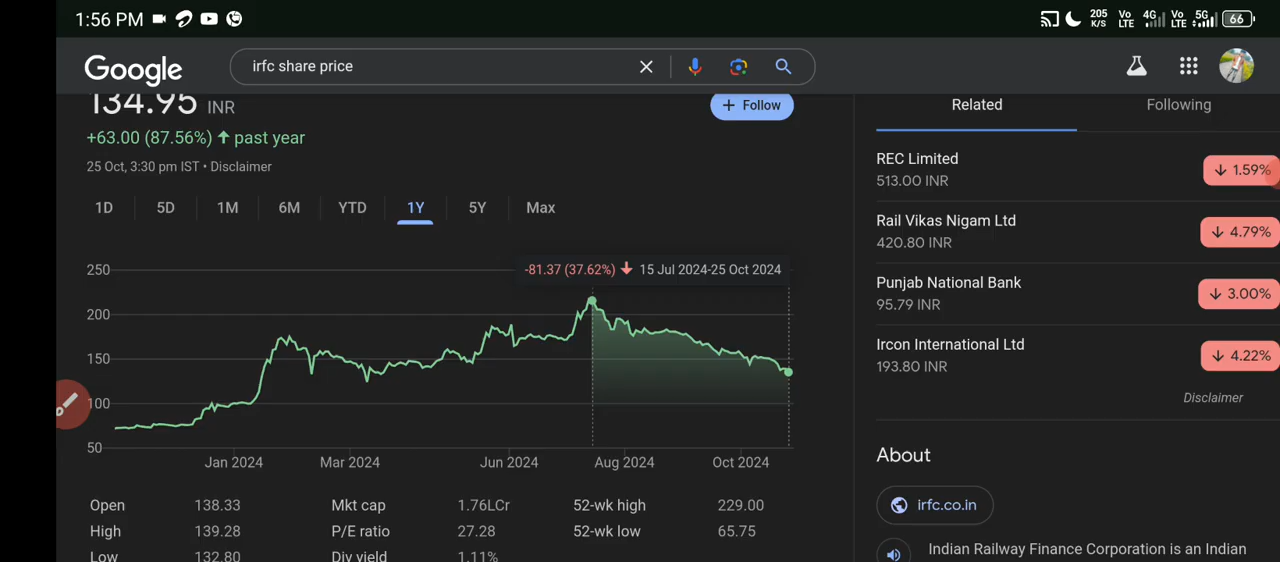 1:56 PM
205 K/S Vo LTE 4G Vo LTE 5G 66
Google
irfc share price
134.95 INR
Follow
+63.00 (87.56%) past year
25 Oct, 3:30 pm IST • Disclaimer
1D 5D 1M 6M YTD 1Y 5Y Max
-81.37 (37.62%) 15 Jul 2024-25 Oct 2024
250
200
150
100
50
Jan 2024 Mar 2024 Jun 2024 Aug 2024 Oct 2024
Open 138.33 Mkt cap 1.76LCr 52-wk high 229.00
High 139.28 P/E ratio 27.28 52-wk low 65.75
Low 132.80 Div yield 1.11%
Related Following
REC Limited
513.00 INR
1.59%
Rail Vikas Nigam Ltd
420.80 INR
4.79%
Punjab National Bank
95.79 INR
3.00%
Ircon International Ltd
193.80 INR
4.22%
Disclaimer
About
irfc.co.in
Indian Railway Finance Corporation is an Indian